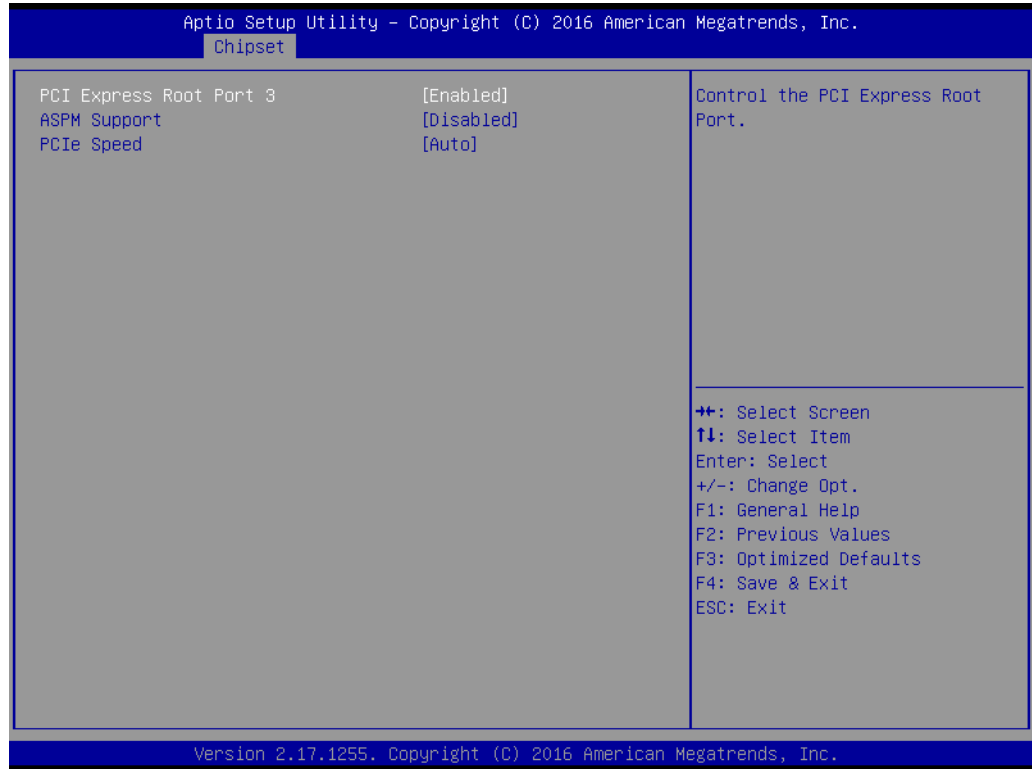 Aptio Setup Utility – Copyright (C) 2016 American Megatrends, Inc.
Chipset
PCI Express Root Port 3 [Enabled]
ASPM Support [Disabled]
PCIe Speed [Auto]
Control the PCI Express Root
Port.
→←: Select Screen
↑↓: Select Item
Enter: Select
+/-: Change Opt.
F1: General Help
F2: Previous Values
F3: Optimized Defaults
F4: Save & Exit
ESC: Exit
Version 2.17.1255. Copyright (C) 2016 American Megatrends, Inc.